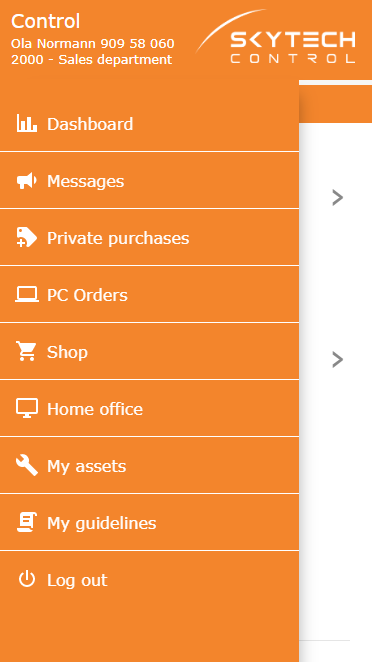 Control
Ola Normann 909 58 060
2000 - Sales department
SKYTECH
CONTROL
Dashboard
Messages
Private purchases
PC Orders
Shop
Home office
My assets
My guidelines
Log out